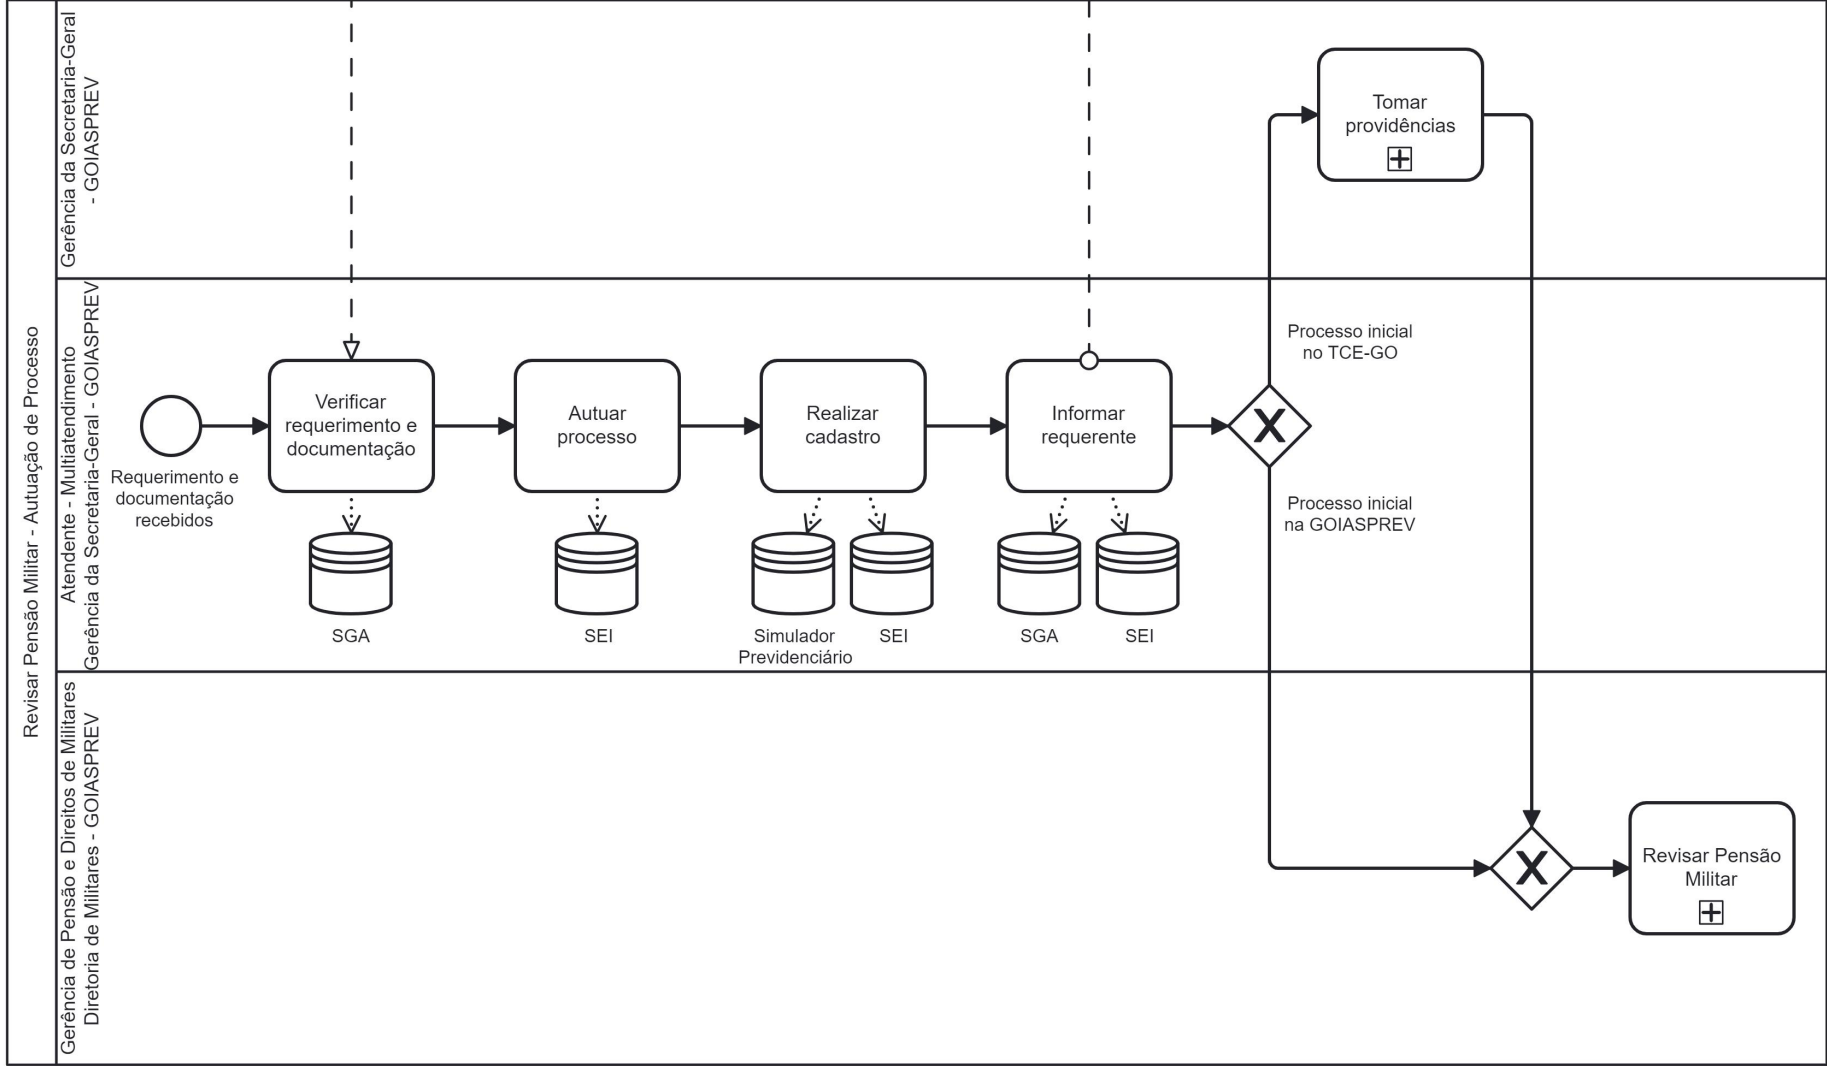 Revisar Pensão Militar - Autuação de Processo
Gerência da Secretaria-Geral
- GOIASPREV
Tomar
providências
Atendente - Multiatendimento
Gerência da Secretaria-Geral - GOIASPREV
Requerimento e
documentação
recebidos
Verificar
requerimento e
documentação
SGA
Autuar
processo
SEI
Realizar
cadastro
Simulador
Previdenciário
SEI
Informar
requerente
SGA
SEI
X
Processo inicial
no TCE-GO
Processo inicial
na GOIASPREV
Gerência de Pensão e Direitos de Militares
Diretoria de Militares - GOIASPREV
X
Revisar Pensão
Militar